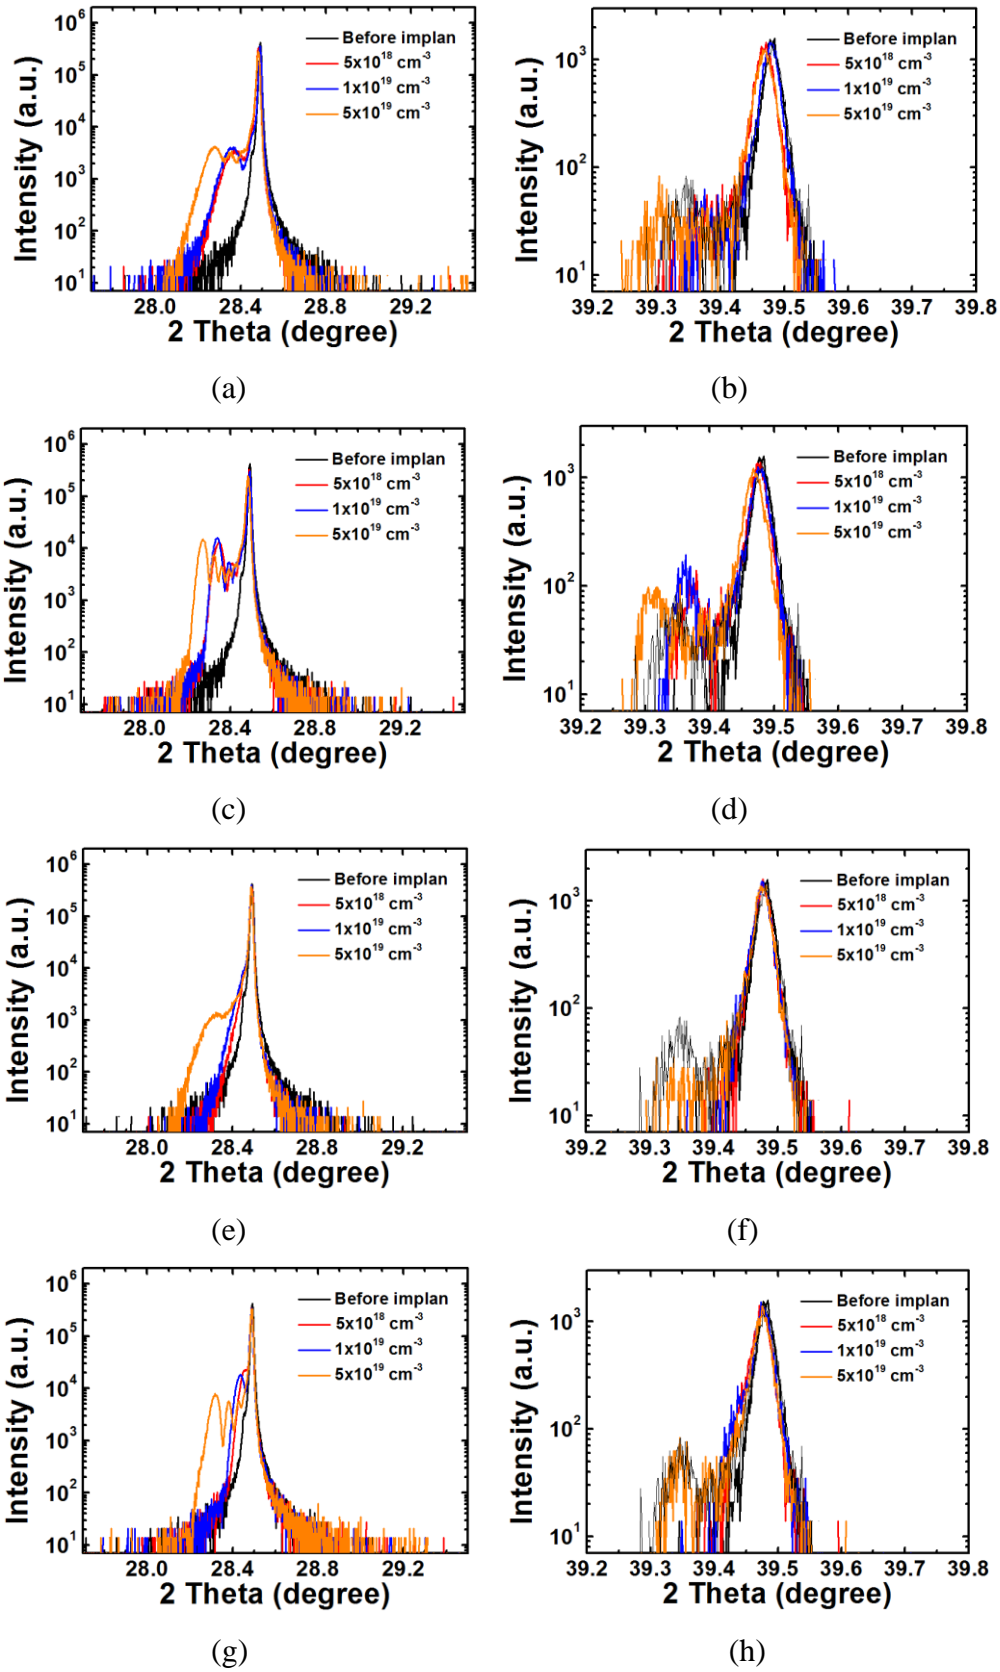 10⁶
10⁵
10⁴
10³
10²
10¹
Intensity (a.u.)
Before implan
5x10¹⁸ cm⁻³
1x10¹⁹ cm⁻³
5x10¹⁹ cm⁻³
28.0 28.4 28.8 29.2
2 Theta (degree)
(a)
10³
10²
10¹
Intensity (a.u.)
Before implan
5x10¹⁸ cm⁻³
1x10¹⁹ cm⁻³
5x10¹⁹ cm⁻³
39.2 39.3 39.4 39.5 39.6 39.7 39.8
2 Theta (degree)
(b)
10⁶
10⁵
10⁴
10³
10²
10¹
Intensity (a.u.)
Before implan
5x10¹⁸ cm⁻³
1x10¹⁹ cm⁻³
5x10¹⁹ cm⁻³
28.0 28.4 28.8 29.2
2 Theta (degree)
(c)
10³
10²
10¹
Intensity (a.u.)
Before implan
5x10¹⁸ cm⁻³
1x10¹⁹ cm⁻³
5x10¹⁹ cm⁻³
39.2 39.3 39.4 39.5 39.6 39.7 39.8
2 Theta (degree)
(d)
10⁶
10⁵
10⁴
10³
10²
10¹
Intensity (a.u.)
Before implan
5x10¹⁸ cm⁻³
1x10¹⁹ cm⁻³
5x10¹⁹ cm⁻³
28.0 28.4 28.8 29.2
2 Theta (degree)
(e)
10³
10²
10¹
Intensity (a.u.)
Before implan
5x10¹⁸ cm⁻³
1x10¹⁹ cm⁻³
5x10¹⁹ cm⁻³
39.2 39.3 39.4 39.5 39.6 39.7 39.8
2 Theta (degree)
(f)
10⁶
10⁵
10⁴
10³
10²
10¹
Intensity (a.u.)
Before implan
5x10¹⁸ cm⁻³
1x10¹⁹ cm⁻³
5x10¹⁹ cm⁻³
28.0 28.4 28.8 29.2
2 Theta (degree)
(g)
10³
10²
10¹
Intensity (a.u.)
Before implan
5x10¹⁸ cm⁻³
1x10¹⁹ cm⁻³
5x10¹⁹ cm⁻³
39.2 39.3 39.4 39.5 39.6 39.7 39.8
2 Theta (degree)
(h)